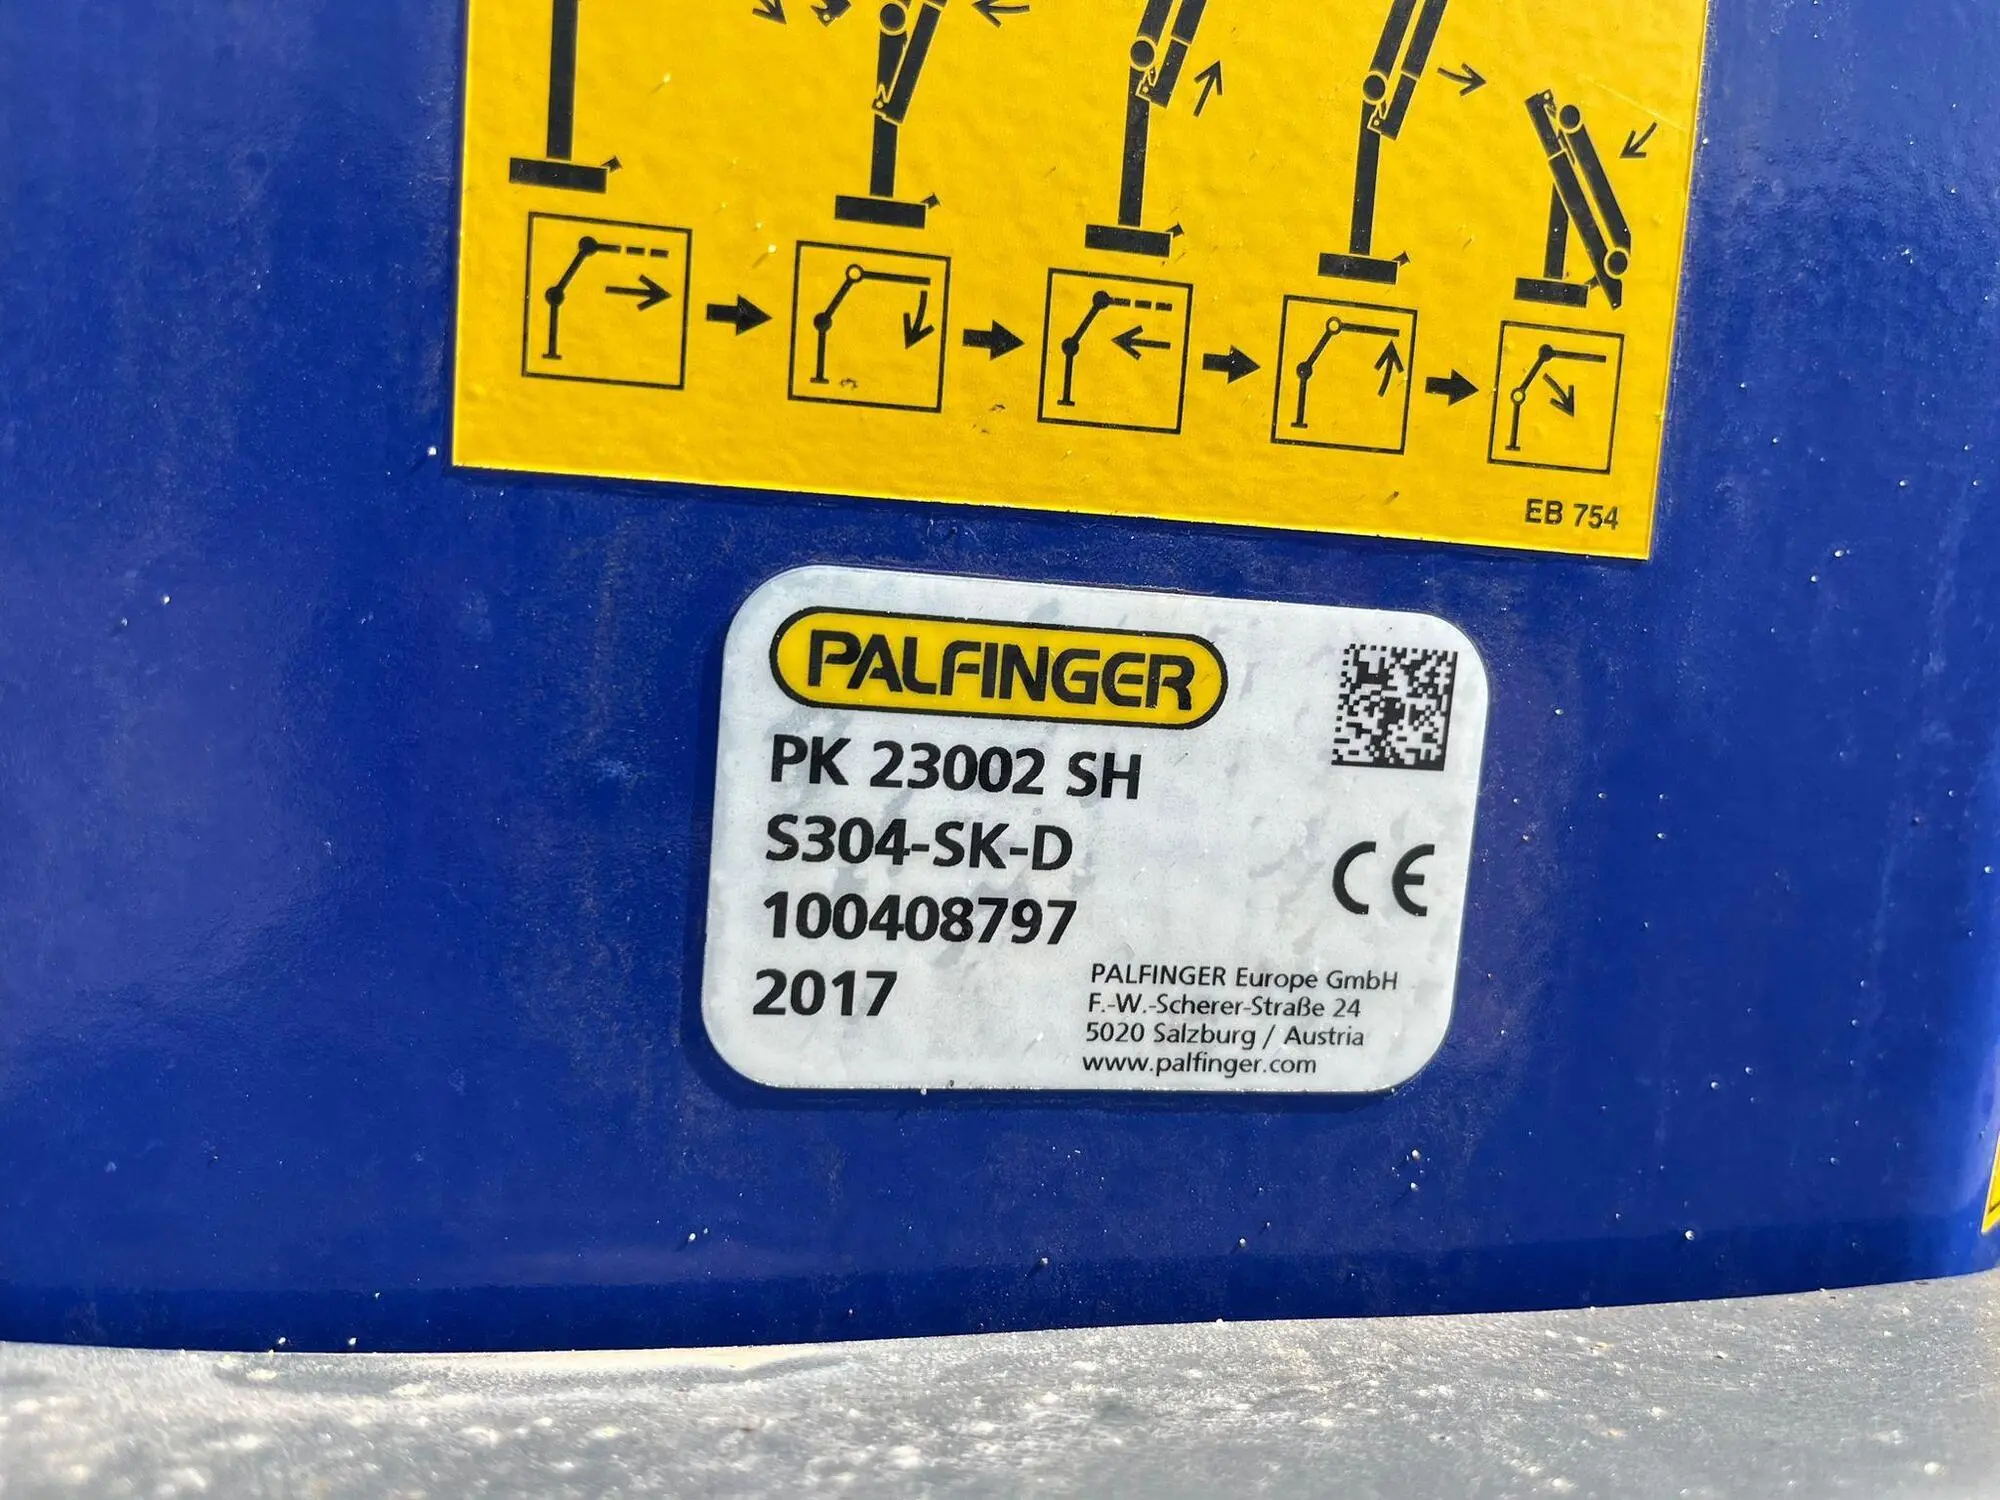 EB 754
PALFINGER
PK 23002 SH
S304-SK-D
100408797
2017
CE
PALFINGER Europe GmbH
F.-W.-Scherer-Straße 24
5020 Salzburg / Austria
www.palfinger.com